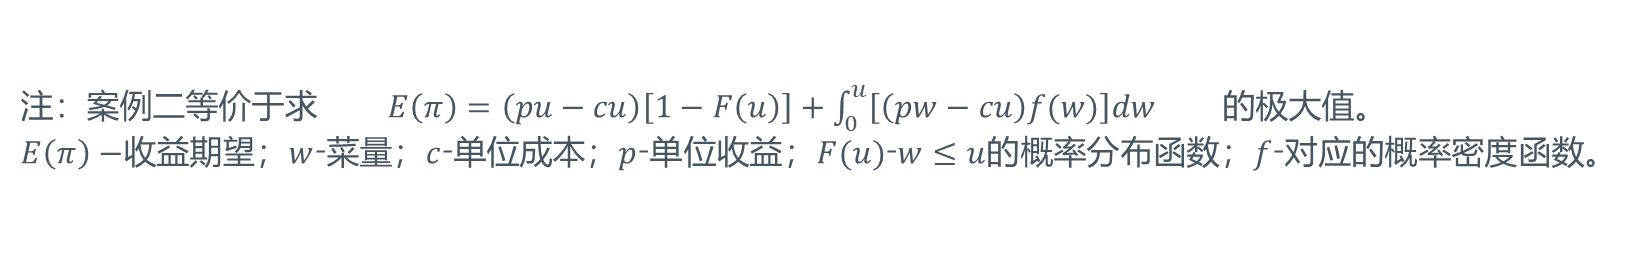 注：案例二等价于求 E(π) = (pu − cu)[1 − F(u)] + ∫₀ᵘ[(pw − cu)f(w)]dw 的极大值。
E(π) −收益期望；w-菜量；c-单位成本；p-单位收益；F(u)-w ≤ u的概率分布函数；f-对应的概率密度函数。